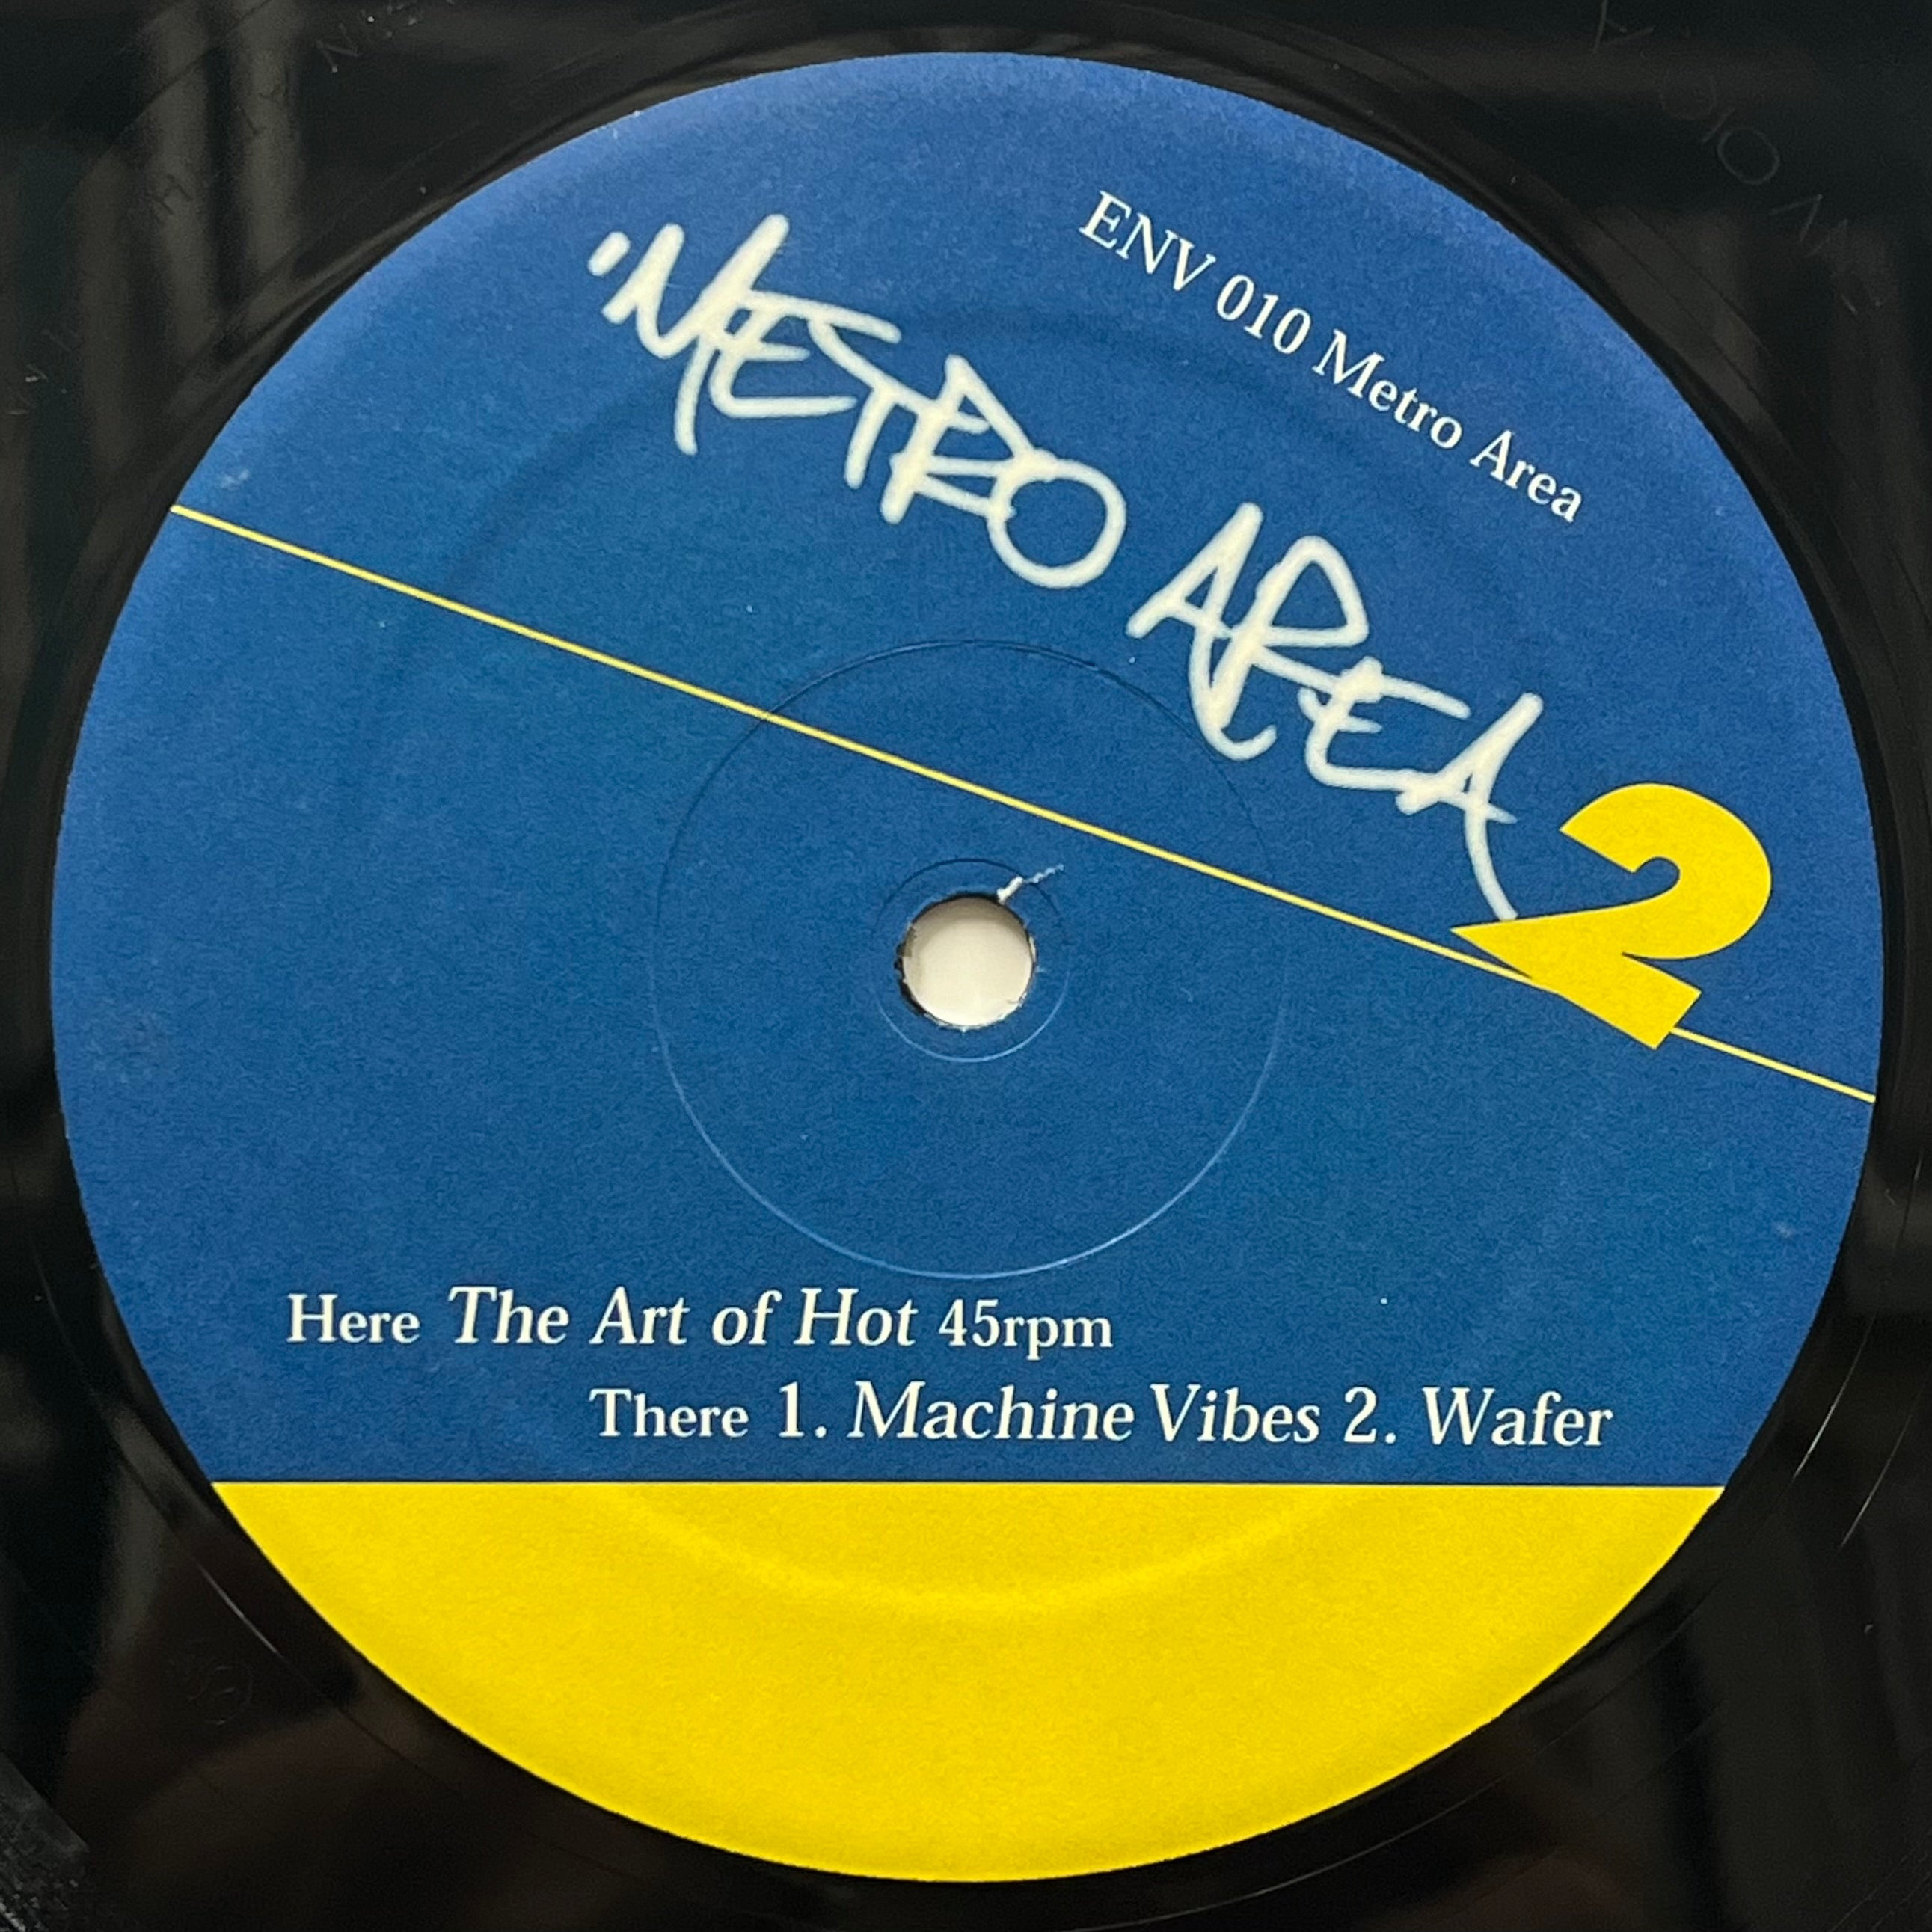 ENV 010 Metro Area
METRO AREA
2
Here The Art of Hot 45rpm
There 1. Machine Vibes 2. Wafer